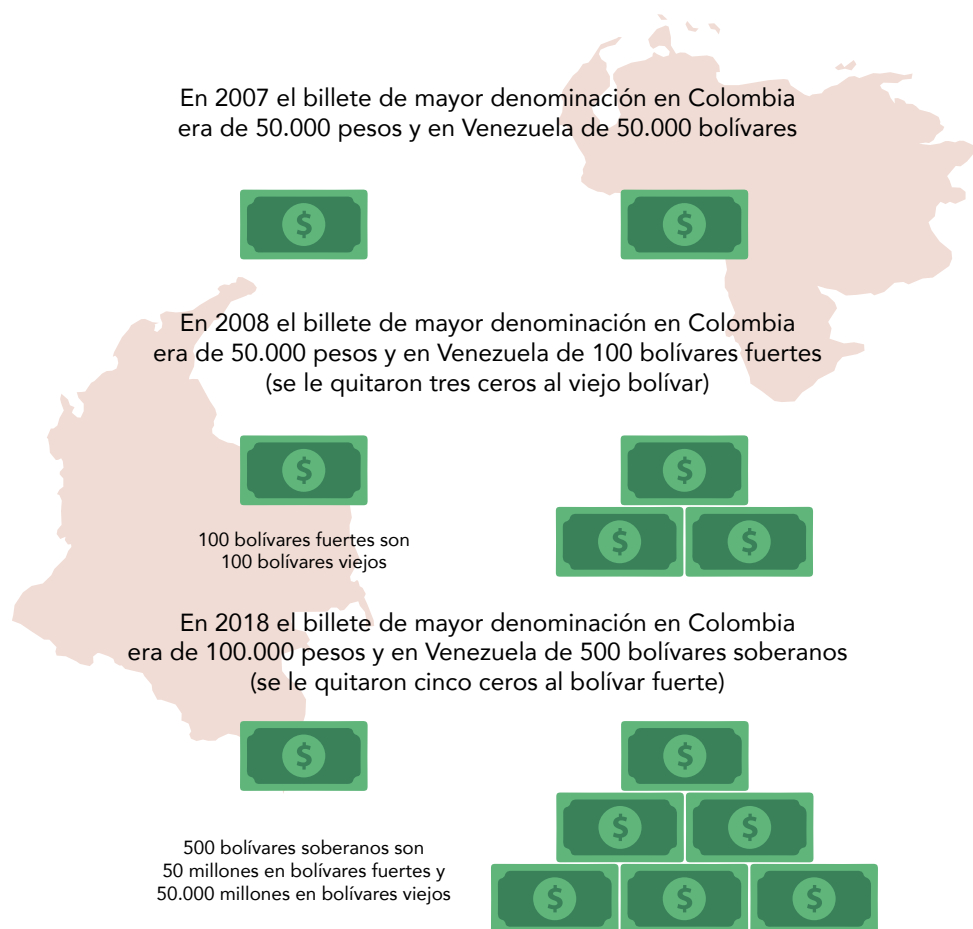 En 2007 el billete de mayor denominación en Colombia
era de 50.000 pesos y en Venezuela de 50.000 bolívares
$
$
En 2008 el billete de mayor denominación en Colombia
era de 50.000 pesos y en Venezuela de 100 bolívares fuertes
(se le quitaron tres ceros al viejo bolívar)
$
$
$
$
100 bolívares fuertes son
100 bolívares viejos
En 2018 el billete de mayor denominación en Colombia
era de 100.000 pesos y en Venezuela de 500 bolívares soberanos
(se le quitaron cinco ceros al bolívar fuerte)
$
$
$
$
500 bolívares soberanos son
50 millones en bolívares fuertes y
50.000 millones en bolívares viejos
$
$
$